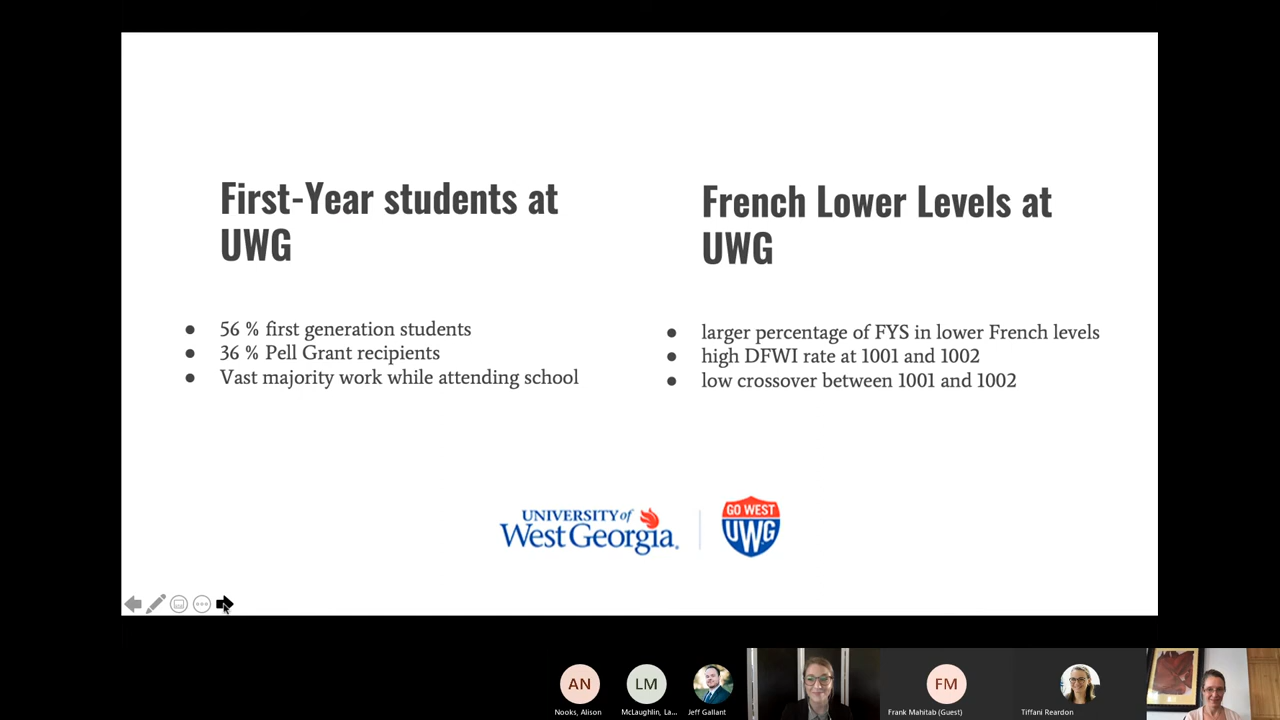 First-Year students at
UWG
56 % first generation students
36 % Pell Grant recipients
Vast majority work while attending school
French Lower Levels at
UWG
larger percentage of FYS in lower French levels
high DFWI rate at 1001 and 1002
low crossover between 1001 and 1002
UNIVERSITY of
West Georgia
GO WEST
UWG
AN
LM
FM
Nooks, Alison
McLaughlin, La...
Jeff Gallant
Frank Mahitab (Guest)
Tiffani Reardon